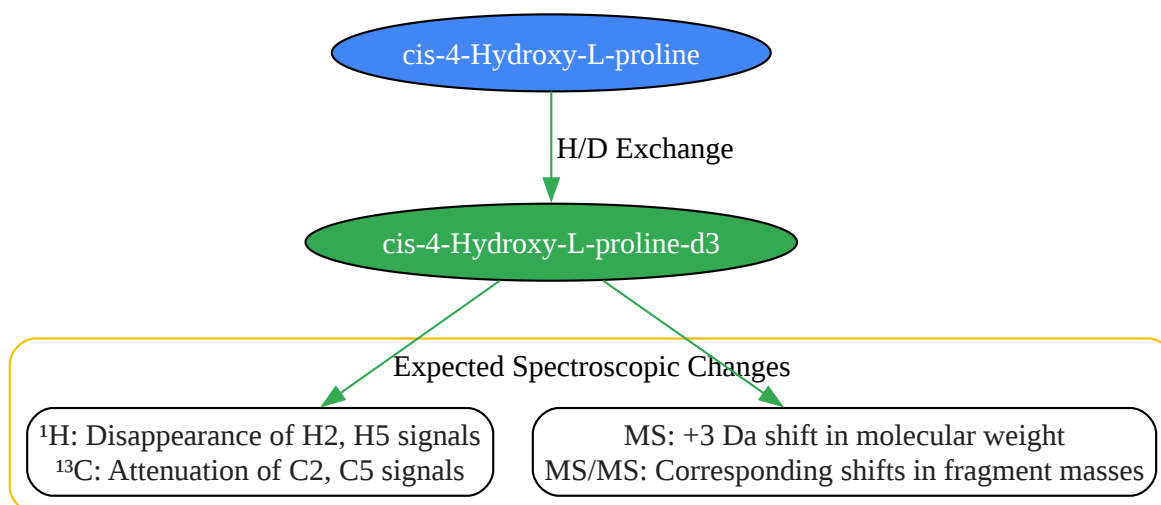 cis-4-Hydroxy-L-proline
H/D Exchange
cis-4-Hydroxy-L-proline-d3
Expected Spectroscopic Changes
¹H: Disappearance of H2, H5 signals
¹³C: Attenuation of C2, C5 signals
MS: +3 Da shift in molecular weight
MS/MS: Corresponding shifts in fragment masses